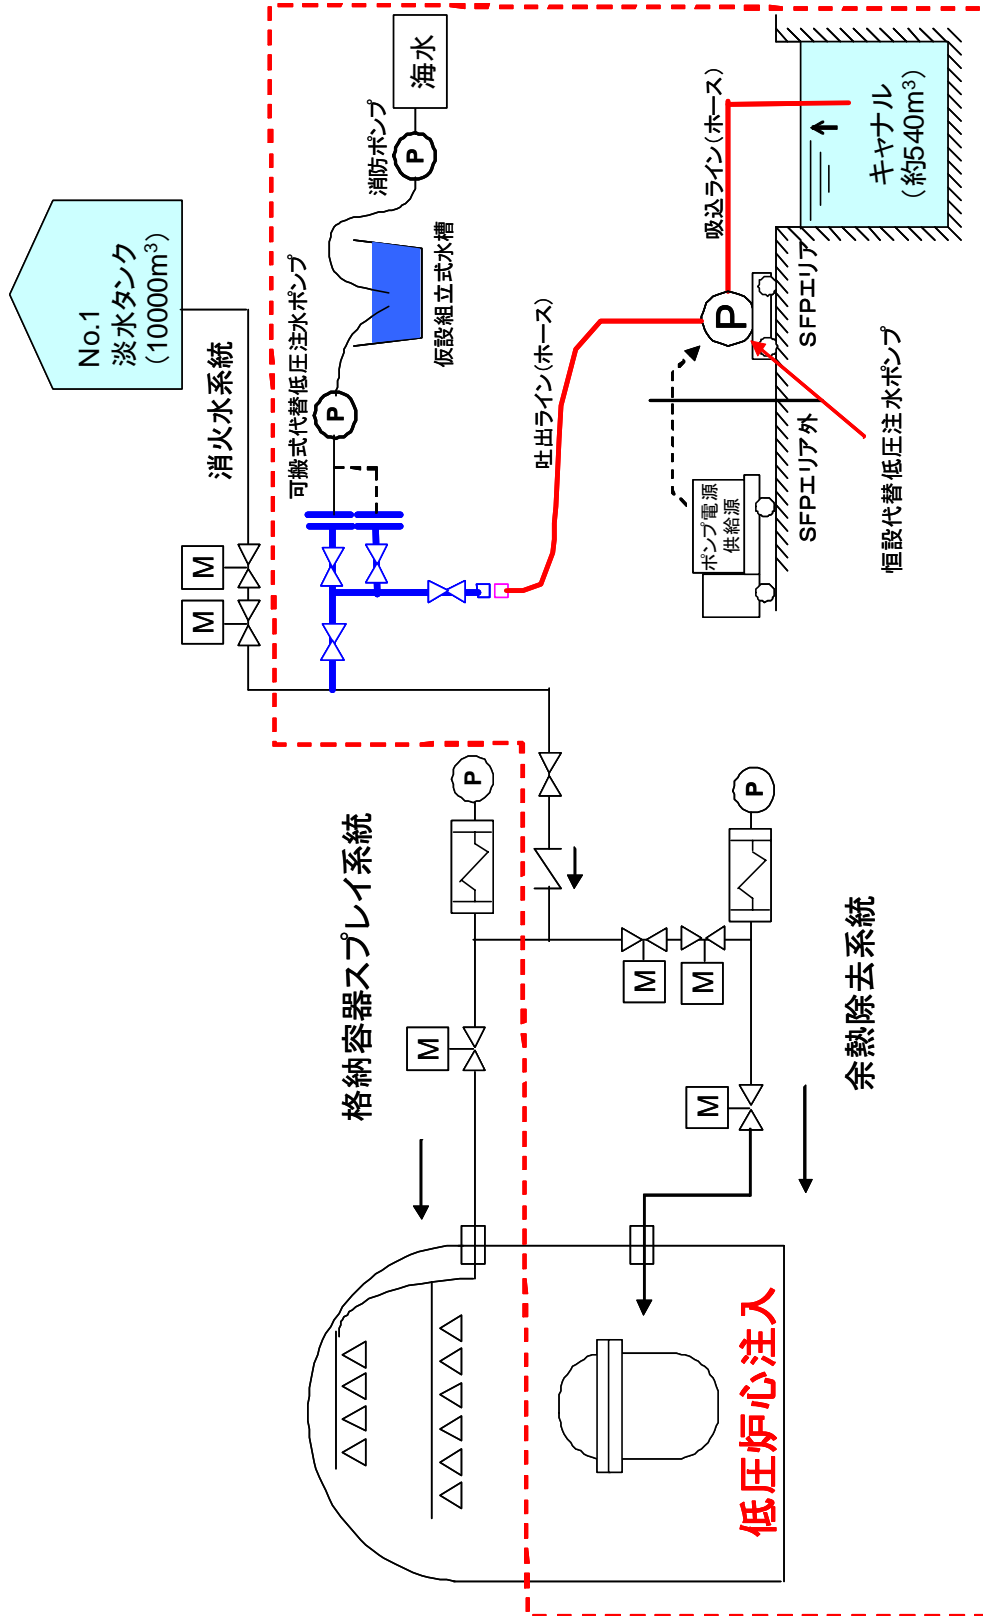 No.1
淡水タンク
(10000m³)
消火水系統
海水
P
消防ポンプ
仮設組立式水槽
P
可搬式代替低圧注水ポンプ
M
M
キャナル
(約540m³)
吸込ライン(ホース)
吐出ライン(ホース)
P
SFPエリア
SFPエリア外
ポンプ電源
供給源
恒設代替低圧注水ポンプ
格納容器スプレイ系統
P
M
P
M
M
M
余熱除去系統
低圧炉心注入